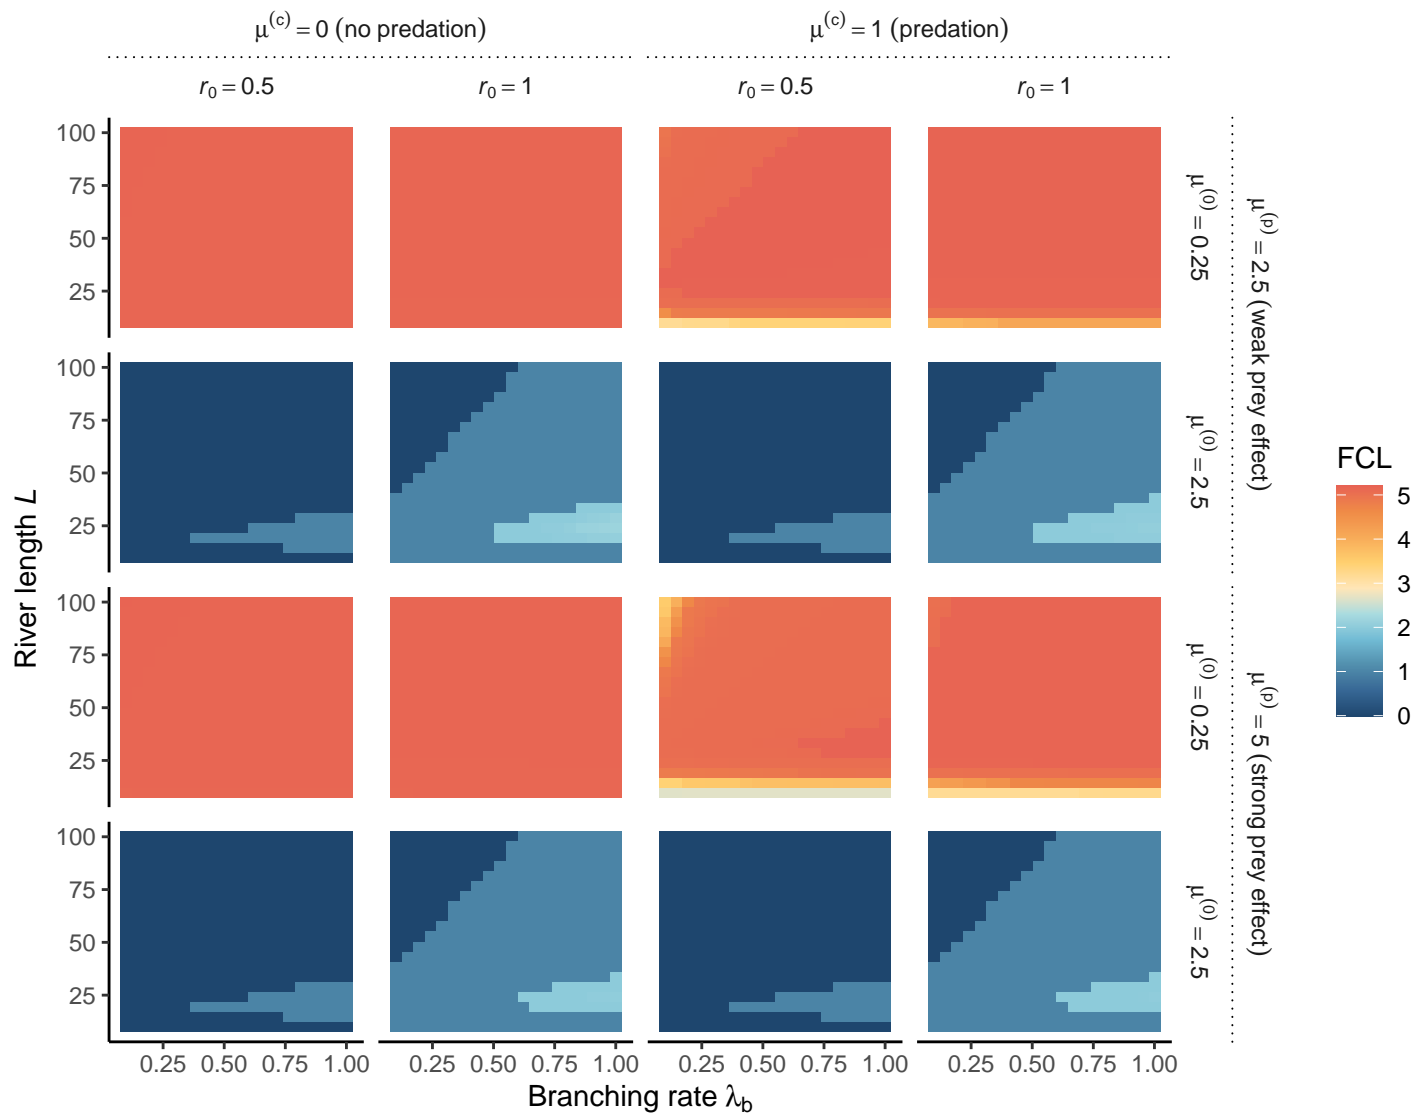 μ(c) = 0 (no predation)
μ(c) = 1 (predation)
r0 = 0.5
r0 = 1
r0 = 0.5
r0 = 1
100
75
50
25
μ(0) = 0.25
100
75
50
25
μ(0) = 2.5
μ(p) = 2.5 (weak prey effect)
100
75
50
25
μ(0) = 0.25
100
75
50
25
μ(0) = 2.5
μ(p) = 5 (strong prey effect)
River length L
0.25 0.50 0.75 1.00
0.25 0.50 0.75 1.00
0.25 0.50 0.75 1.00
0.25 0.50 0.75 1.00
Branching rate λb
FCL
5
4
3
2
1
0